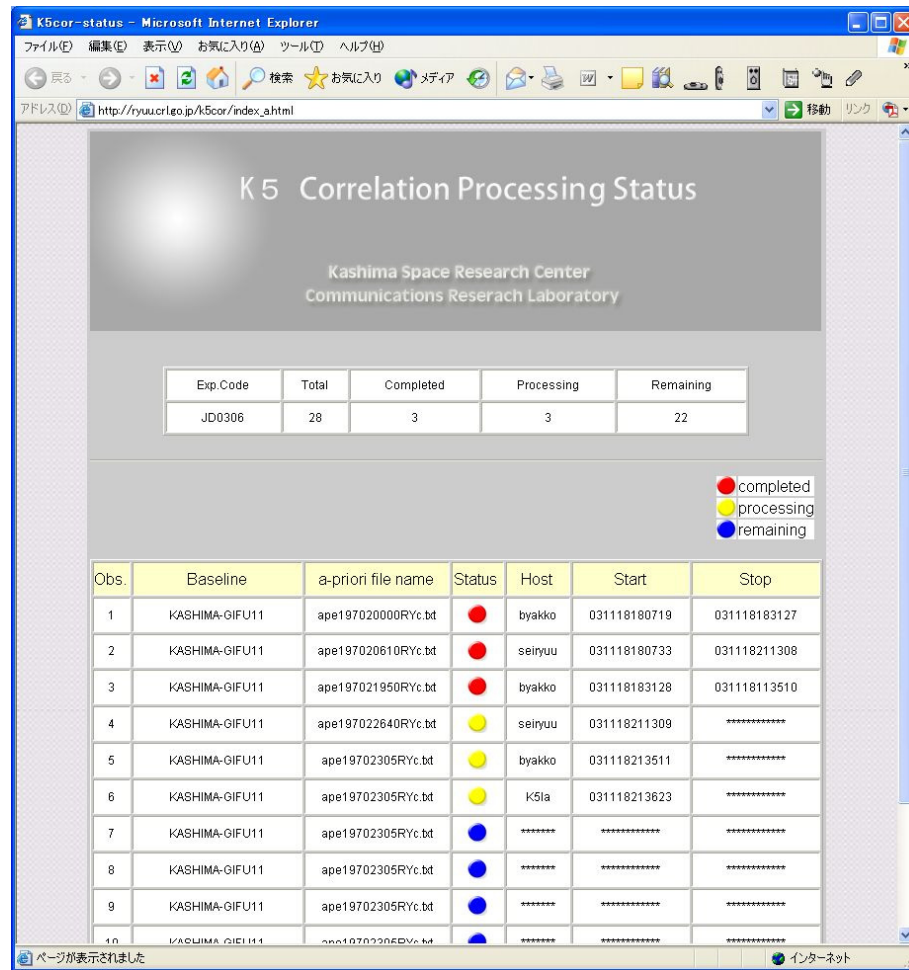 K5cor-status - Microsoft Internet Explorer
ファイル(F) 編集(E) 表示(V) お気に入り(A) ツール(T) ヘルプ(H)
戻る 検索 お気に入り メディア
アドレス(D) http://ryuu.crl.go.jp/k5cor/index_a.html 移動 リンク
K5 Correlation Processing Status
Kashima Space Research Center
Communications Reserach Laboratory
Exp.Code Total Completed Processing Remaining
JD0306 28 3 3 22
completed
processing
remaining
Obs. Baseline a-priori file name Status Host Start Stop
1 KASHIMA-GIFU11 ape197020000RYc.txt byakko 031118180719 031118183127
2 KASHIMA-GIFU11 ape197020610RYc.txt seiryuu 031118180733 031118211308
3 KASHIMA-GIFU11 ape197021950RYc.txt byakko 031118183128 031118113510
4 KASHIMA-GIFU11 ape197022640RYc.txt seiryuu 031118211309 ************
5 KASHIMA-GIFU11 ape19702305RYc.txt byakko 031118213511 ************
6 KASHIMA-GIFU11 ape19702305RYc.txt K5la 031118213623 ************
7 KASHIMA-GIFU11 ape19702305RYc.txt ******* ************ ************
8 KASHIMA-GIFU11 ape19702305RYc.txt ******* ************ ************
9 KASHIMA-GIFU11 ape19702305RYc.txt ******* ************ ************
10 KASHIMA-GIFU11 ******* ************ ************
ページが表示されました インターネット